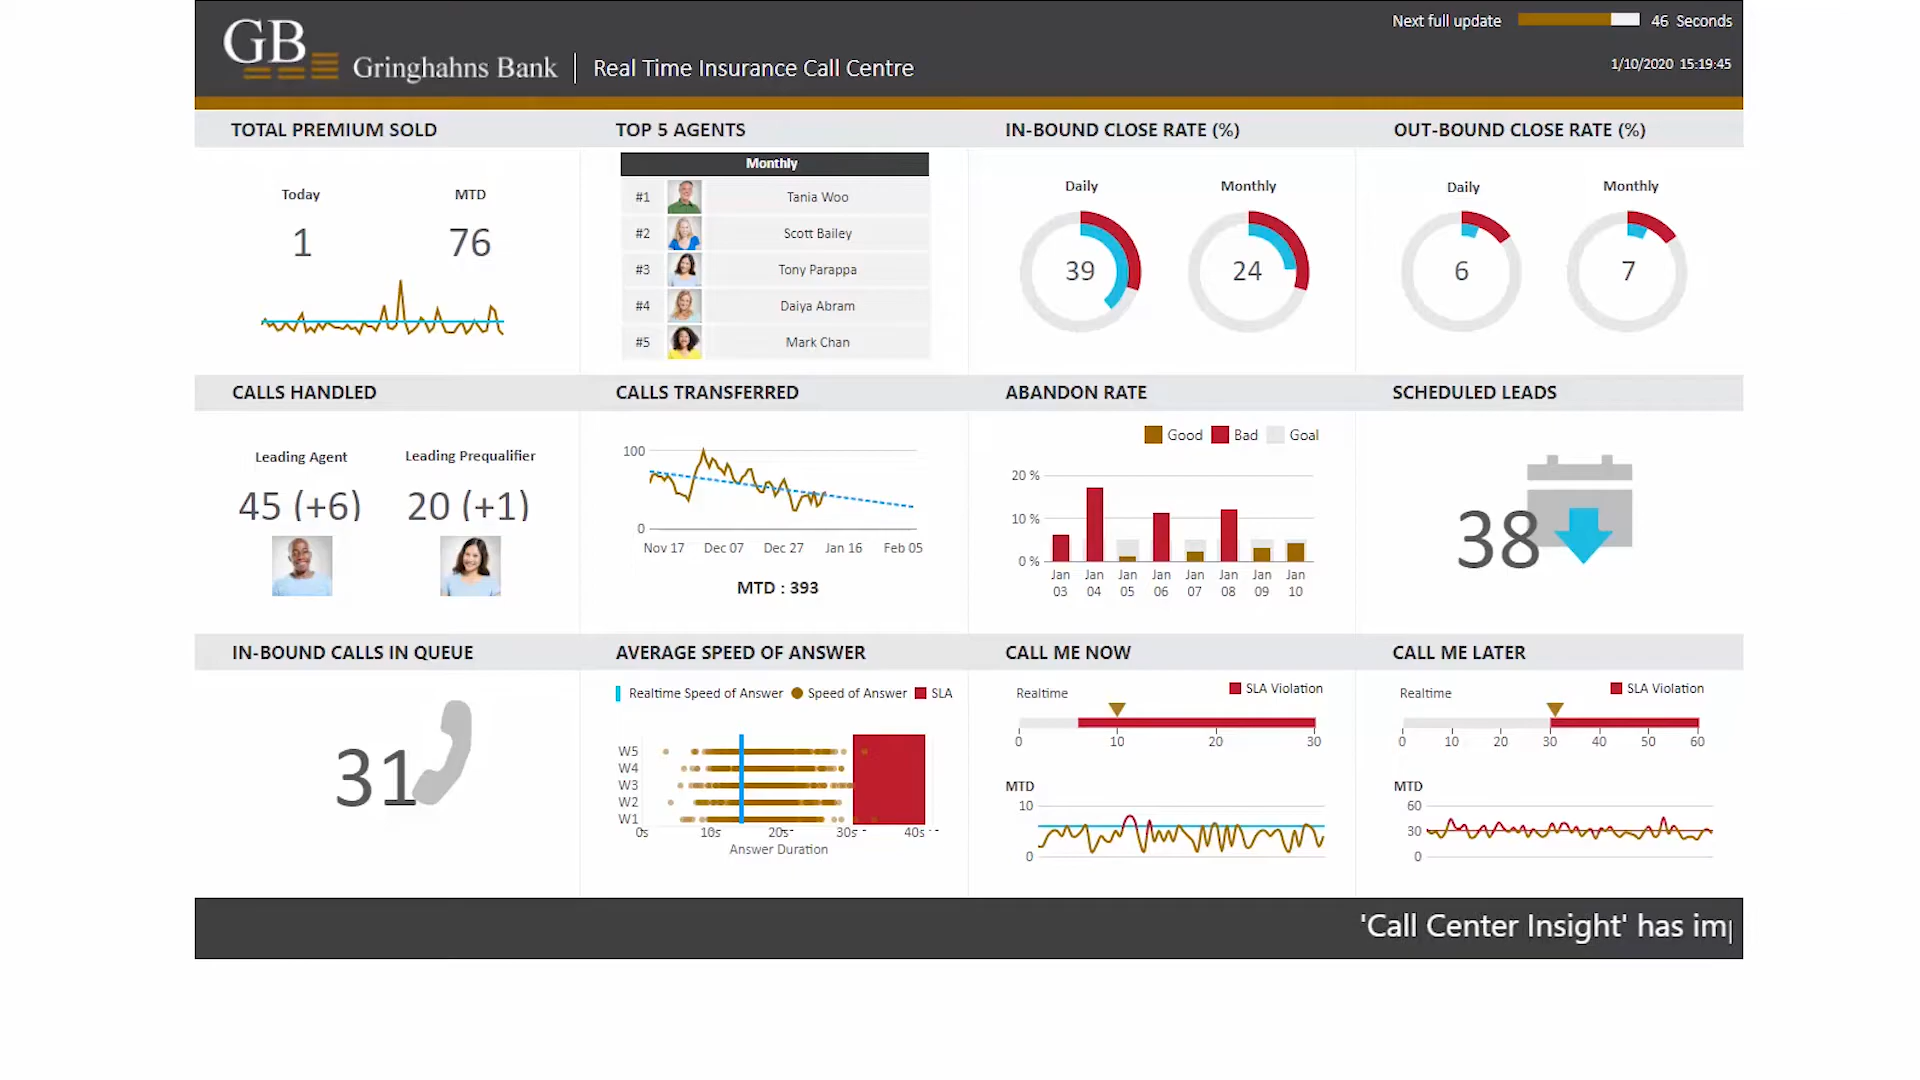 GB
Gringhahns Bank
Real Time Insurance Call Centre
Next full update 46 Seconds
1/10/2020 15:19:45
TOTAL PREMIUM SOLD
Today MTD
1 76
TOP 5 AGENTS
Monthly
#1 Tania Woo
#2 Scott Bailey
#3 Tony Parappa
#4 Daiya Abram
#5 Mark Chan
IN-BOUND CLOSE RATE (%)
Daily Monthly
39 24
OUT-BOUND CLOSE RATE (%)
Daily Monthly
6 7
CALLS HANDLED
Leading Agent Leading Prequalifier
45 (+6) 20 (+1)
CALLS TRANSFERRED
100
0
Nov 17 Dec 07 Dec 27 Jan 16 Feb 05
MTD : 393
ABANDON RATE
Good Bad Goal
20 %
10 %
0 %
Jan Jan Jan Jan Jan Jan Jan Jan
03 04 05 06 07 08 09 10
SCHEDULED LEADS
38
IN-BOUND CALLS IN QUEUE
31
AVERAGE SPEED OF ANSWER
Realtime Speed of Answer Speed of Answer SLA
W5
W4
W3
W2
W1
0s 10s 20s 30s 40s
Answer Duration
CALL ME NOW
Realtime SLA Violation
0 10 20 30
MTD
10
0
CALL ME LATER
Realtime SLA Violation
0 10 20 30 40 50 60
MTD
60
30
0
'Call Center Insight' has